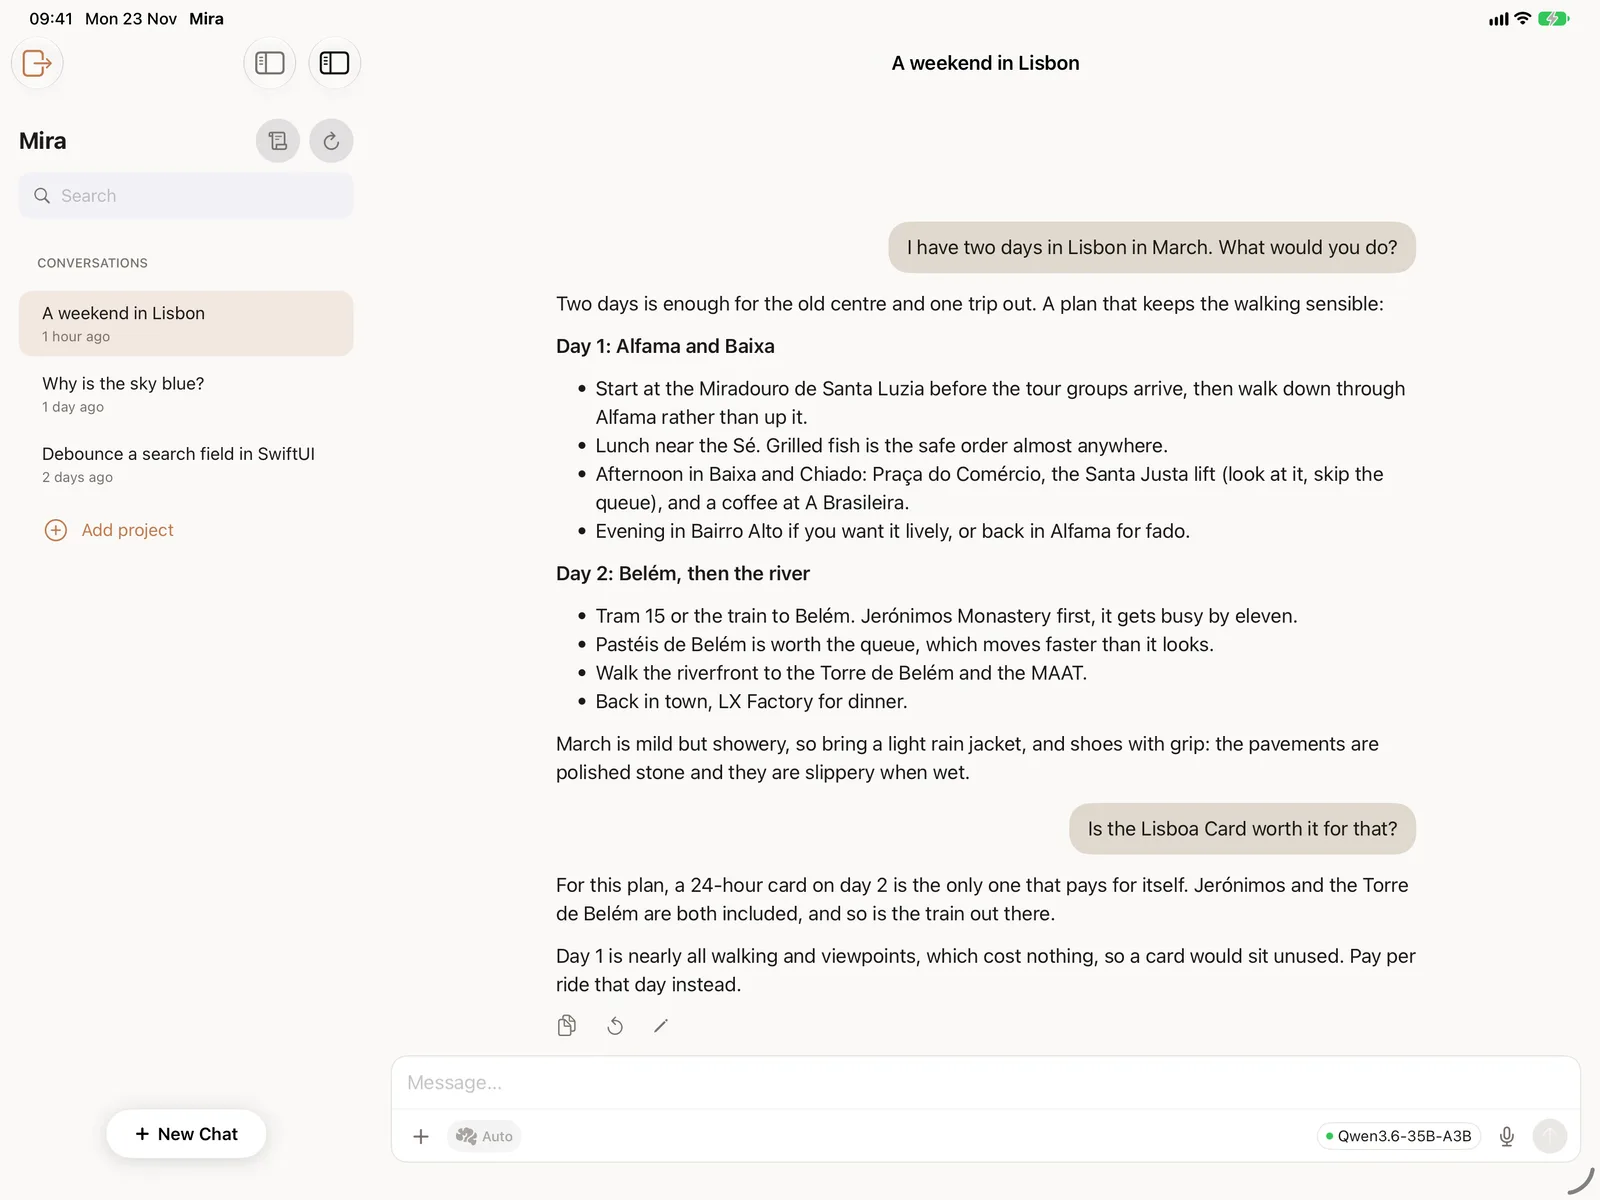 09:41 Mon 23 Nov Mira
A weekend in Lisbon
Mira
Search
CONVERSATIONS
A weekend in Lisbon
1 hour ago
Why is the sky blue?
1 day ago
Debounce a search field in SwiftUI
2 days ago
Add project
+ New Chat
I have two days in Lisbon in March. What would you do?
Two days is enough for the old centre and one trip out. A plan that keeps the walking sensible:
Day 1: Alfama and Baixa
• Start at the Miradouro de Santa Luzia before the tour groups arrive, then walk down through
Alfama rather than up it.
• Lunch near the Sé. Grilled fish is the safe order almost anywhere.
• Afternoon in Baixa and Chiado: Praça do Comércio, the Santa Justa lift (look at it, skip the
queue), and a coffee at A Brasileira.
• Evening in Bairro Alto if you want it lively, or back in Alfama for fado.
Day 2: Belém, then the river
• Tram 15 or the train to Belém. Jerónimos Monastery first, it gets busy by eleven.
• Pastéis de Belém is worth the queue, which moves faster than it looks.
• Walk the riverfront to the Torre de Belém and the MAAT.
• Back in town, LX Factory for dinner.
March is mild but showery, so bring a light rain jacket, and shoes with grip: the pavements are
polished stone and they are slippery when wet.
Is the Lisboa Card worth it for that?
For this plan, a 24-hour card on day 2 is the only one that pays for itself. Jerónimos and the Torre
de Belém are both included, and so is the train out there.
Day 1 is nearly all walking and viewpoints, which cost nothing, so a card would sit unused. Pay per
ride that day instead.
Message...
Auto
Qwen3.6-35B-A3B